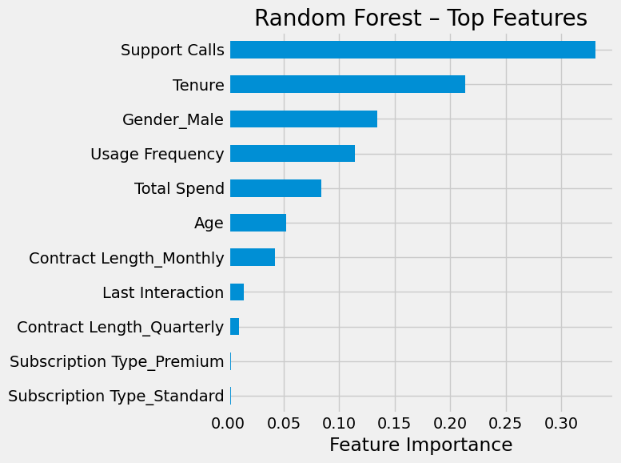 Random Forest – Top Features
Support Calls
Tenure
Gender_Male
Usage Frequency
Total Spend
Age
Contract Length_Monthly
Last Interaction
Contract Length_Quarterly
Subscription Type_Premium
Subscription Type_Standard
0.00 0.05 0.10 0.15 0.20 0.25 0.30
Feature Importance